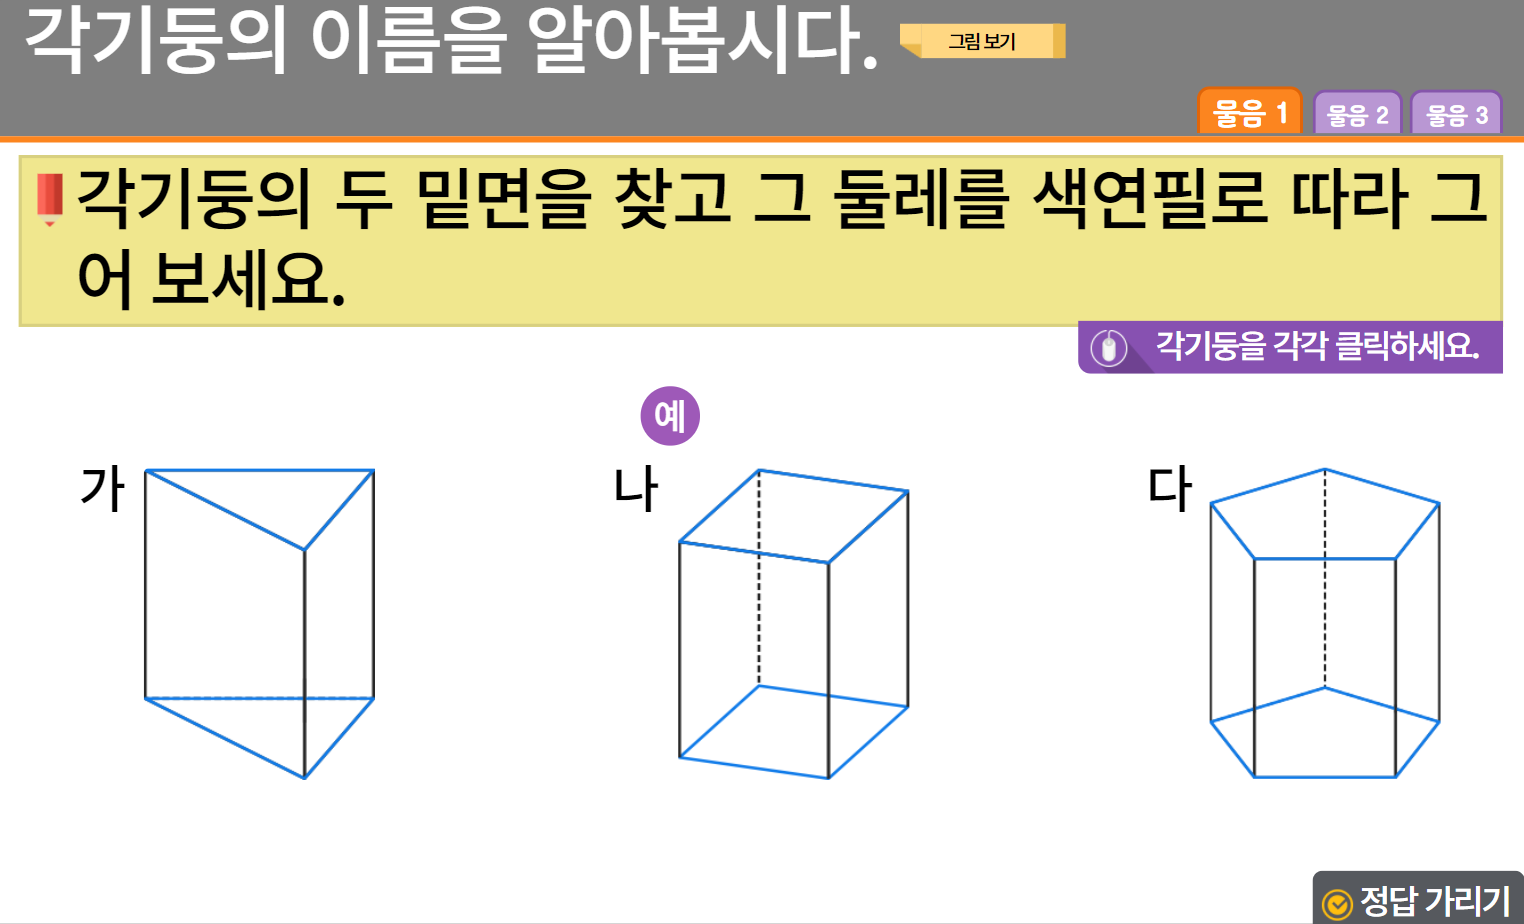 각기둥의 이름을 알아봅시다.
그림 보기
물음 1
물음 2
물음 3
각기둥의 두 밑면을 찾고 그 둘레를 색연필로 따라 그
어 보세요.
각기둥을 각각 클릭하세요.
예
가
나
다
정답 가리기